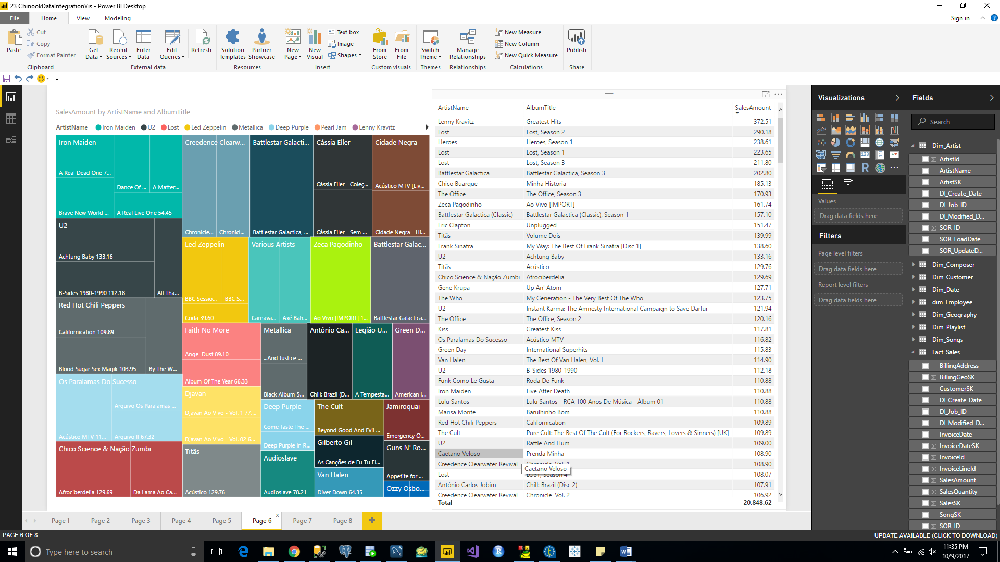 23 ChinookDataIntegrationVis - Power BI Desktop
File Home View Modeling Sign in
Paste
Cut
Copy
Format Painter
Clipboard
Get Data
Recent Sources
Enter Data
Edit Queries
Refresh
External data
Solution Templates
Partner Showcase
Resources
New Page
New Visual
Text box
Image
Shapes
Insert
From Store
From File
Custom visuals
Switch Theme
Themes
Manage Relationships
Relationships
New Measure
New Column
New Quick Measure
Calculations
Publish
Share
SalesAmount by ArtistName and AlbumTitle
ArtistName Iron Maiden U2 Lost Led Zeppelin Metallica Deep Purple Pearl Jam Lenny Kravitz
Iron Maiden
A Real Dead One 7...
Dance Of ...
A Matter...
Brave New World ...
A Real Live One 54.45
U2
Achtung Baby 133.16
B-Sides 1980-1990 112.18
All Tha...
Red Hot Chili Peppers
Californication 109.89
Blood Sugar Sex Magik 103.95
By The W...
Os Paralamas Do Sucesso
Arquivo Os Paralamas ...
Acústico MTV 11...
Arquivo II 67.32
Chico Science & Nação Zumbi
Afrociberdelia 129.69
Da Lama Ao Ca...
Creedence Clearw...
Chronicle...
Chronicl...
Battlestar Galacti...
Battlestar Galactica, ...
Cássia Eller
Cássia Eller - Coleç...
Cássia Eller - Sem ...
Cidade Negra
Acústico MTV [Liv...
Cidade Negra - Hi...
Led Zeppelin
BBC Sessio...
BBC S...
Coda 39.60
Various Artists
Carnava...
Axé Bah...
Zeca Pagodinho
Ao Vivo [IMPORT] 1...
Battlestar Galac...
Battlestar Galactica...
Faith No More
Angel Dust 89.10
Album Of The Year 66.33
Metallica
...And Justice ...
Black Album 5...
Antônio Ca...
Chill: Brazil (D...
Legião U...
A Tempesta...
Green D...
American I...
Djavan
Djavan Ao Vivo - Vol. 1 77....
Djavan Ao Vivo - Vol. 02 6...
Titãs
Acústico 129.76
Deep Purple
Come Taste The ...
Deep Purple In R...
Audioslave
Audioslave 78.21
The Cult
Beyond Good And Evil ...
Gilberto Gil
As Canções de Eu Tu El...
Van Halen
Diver Down 64.35
Jamiroquai
Emergency O...
Guns N' Ro...
Appetite for ...
Ozzy Osbo...
ArtistName AlbumTitle SalesAmount
Lenny Kravitz Greatest Hits 372.51
Lost Lost, Season 2 290.18
Heroes Heroes, Season 1 238.61
Lost Lost, Season 1 223.65
Lost Lost, Season 3 211.80
Battlestar Galactica Battlestar Galactica, Season 3 202.80
Chico Buarque Minha Historia 185.13
The Office The Office, Season 3 170.93
Zeca Pagodinho Ao Vivo [IMPORT] 161.74
Battlestar Galactica (Classic) Battlestar Galactica (Classic), Season 1 157.10
Eric Clapton Unplugged 151.47
Titãs Volume Dois 139.99
Frank Sinatra My Way: The Best Of Frank Sinatra [Disc 1] 138.60
U2 Achtung Baby 133.16
Titãs Acústico 129.76
Chico Science & Nação Zumbi Afrociberdelia 129.69
Gene Krupa Up An' Atom 127.71
The Who My Generation - The Very Best Of The Who 123.75
U2 Instant Karma: The Amnesty International Campaign to Save Darfur 121.94
The Office The Office, Season 2 120.16
Kiss Greatest Kiss 117.81
Os Paralamas Do Sucesso Acústico MTV 116.82
Green Day International Superhits 115.83
Van Halen The Best Of Van Halen, Vol. I 114.90
U2 B-Sides 1980-1990 112.18
Funk Como Le Gusta Roda De Funk 110.88
Iron Maiden Live After Death 110.88
Lulu Santos Lulu Santos - RCA 100 Anos De Música - Álbum 01 110.88
Marisa Monte Barulhinho Bom 110.88
Red Hot Chili Peppers Californication 109.89
The Cult Pure Cult: The Best Of The Cult (For Rockers, Ravers, Lovers & Sinners) [UK] 109.89
U2 Rattle And Hum 109.00
Caetano Veloso Prenda Minha 108.90
Creedence Clearwater Revival Chronicle, Vol. 1 108.90
Caetano Veloso
Lost LOST, Season 4 108.07
Antônio Carlos Jobim Chill: Brazil (Disc 2) 107.91
Creedence Clearwater Revival Chronicle, Vol. 2 106.92
Total 20,848.62
Visualizations
Values
Drag data fields here
Filters
Page level filters
Drag data fields here
Report level filters
Drag data fields here
Fields
Search
Dim_Artist
ArtistId
ArtistName
ArtistSK
DI_Create_Date
DI_Job_ID
DI_Modified_D...
SOR_ID
SOR_LoadDate
SOR_UpdateD...
Dim_Composer
Dim_Customer
Dim_Date
dim_Employee
Dim_Geography
Dim_Playlist
Dim_Songs
Fact_Sales
BillingAddress
BillingGeoSK
CustomerSK
DI_Create_Date
DI_Job_ID
DI_Modified_D...
InvoiceDate
InvoiceDateSK
InvoiceId
InvoiceLineId
SalesAmount
SalesQuantity
SalesSK
SongSK
SOR_ID
Page 1 Page 2 Page 3 Page 4 Page 5 Page 6 x Page 7 Page 8 +
PAGE 6 OF 8 UPDATE AVAILABLE (CLICK TO DOWNLOAD)
Type here to search
11:35 PM
10/9/2017